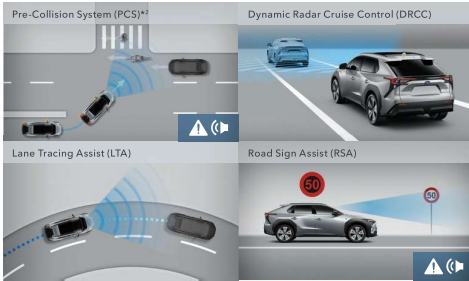 Pre-Collision System (PCS)*²
Dynamic Radar Cruise Control (DRCC)
Lane Tracing Assist (LTA)
Road Sign Assist (RSA)
50
50